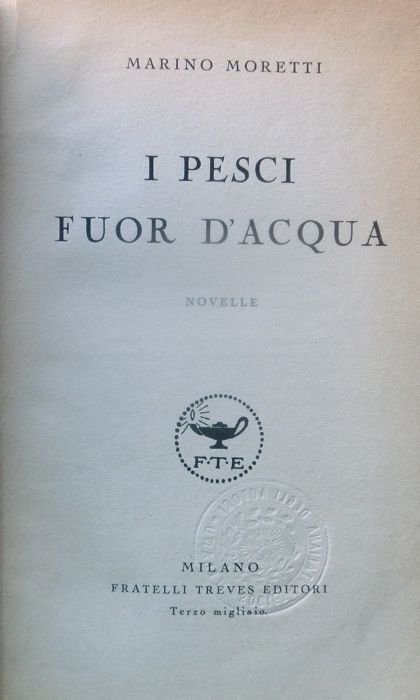 MARINO MORETTI
I PESCI
FUOR D'ACQUA
NOVELLE
F·T·E
MILANO
FRATELLI TREVES EDITORI
Terzo migliaio.